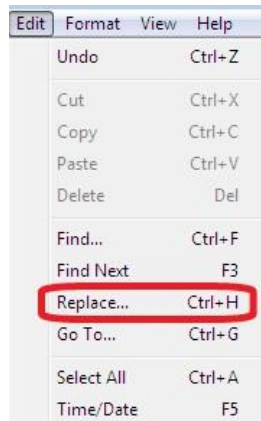 Edit Format View Help
Undo Ctrl+Z
Cut Ctrl+X
Copy Ctrl+C
Paste Ctrl+V
Delete Del
Find... Ctrl+F
Find Next F3
Replace... Ctrl+H
Go To... Ctrl+G
Select All Ctrl+A
Time/Date F5